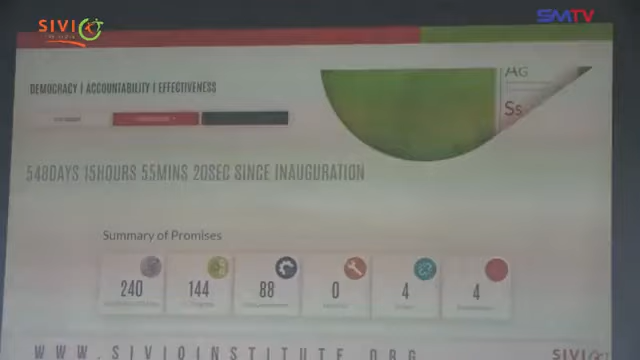 SIVIO
SMTV
DEMOCRACY | ACCOUNTABILITY | EFFECTIVENESS
AG
Ss
548DAYS 15HOURS 55MINS 20SEC SINCE INAUGURATION
Summary of Promises
240 144 88 0 4 4
WWW.SIVIOINSTITUTE.ORG
SIVIO